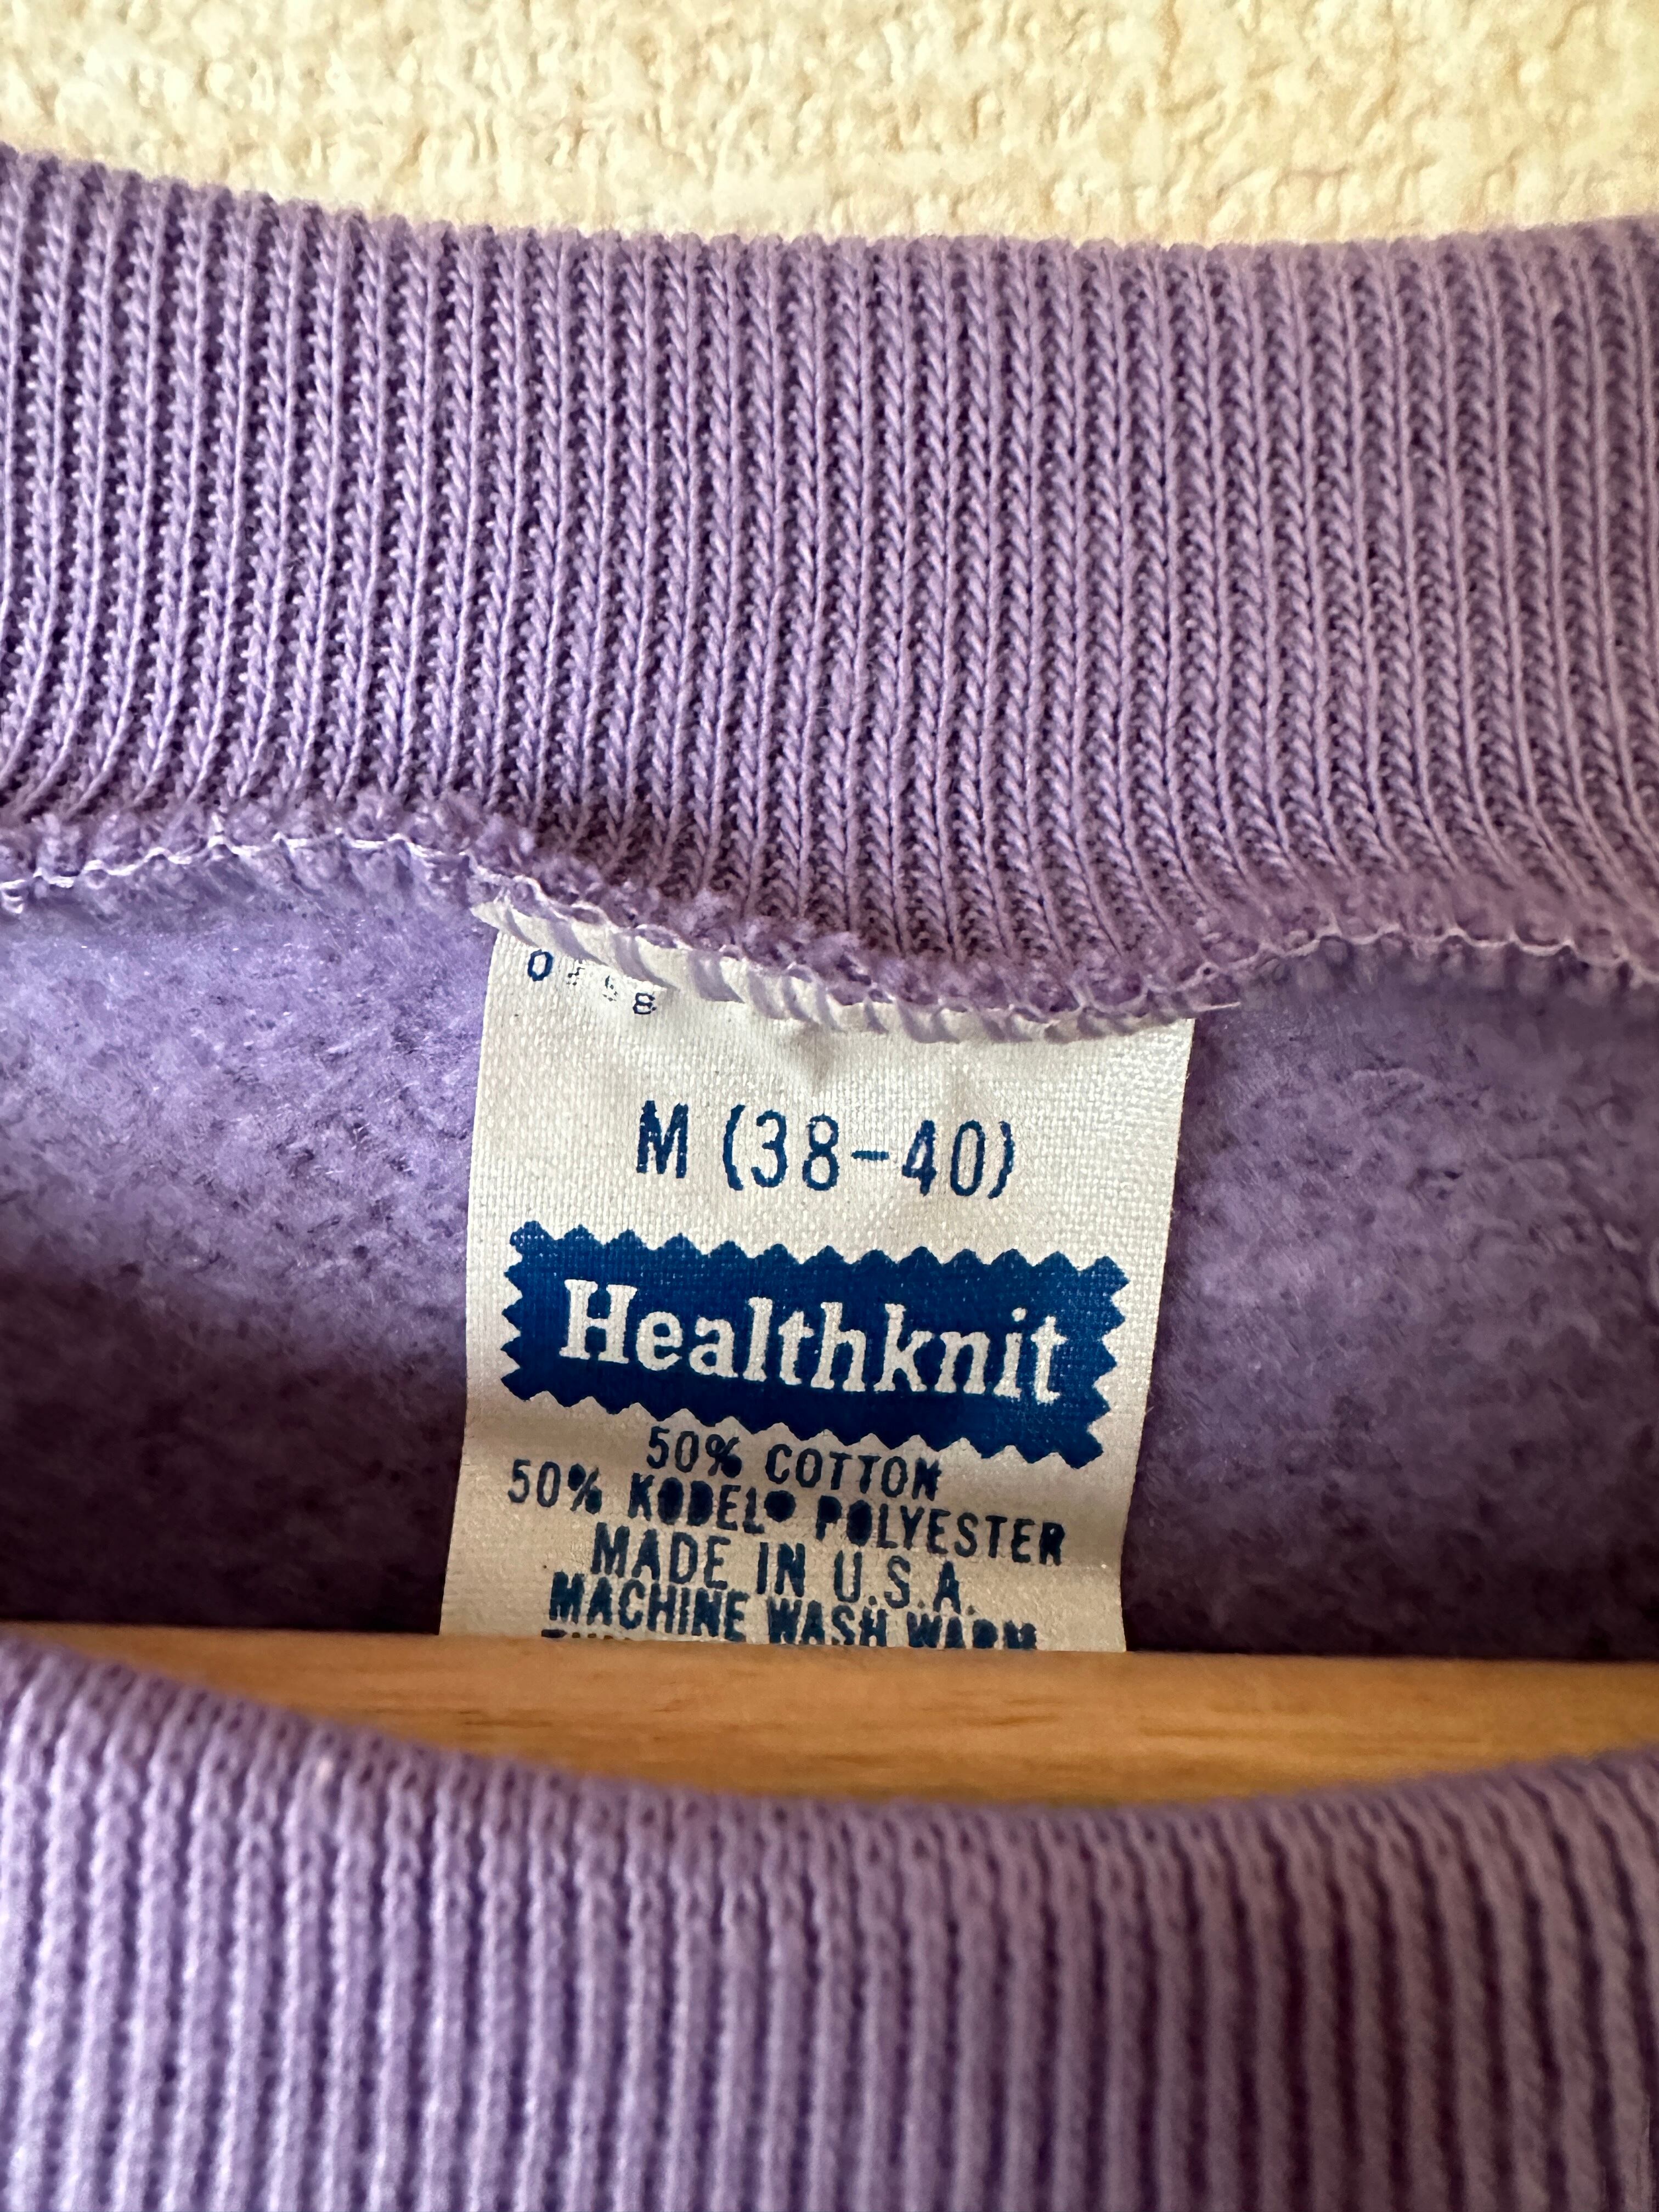 M (38-40)
Healthknit
50% COTTON
50% KODEL® POLYESTER
MADE IN U.S.A.
MACHINE WASH WARM